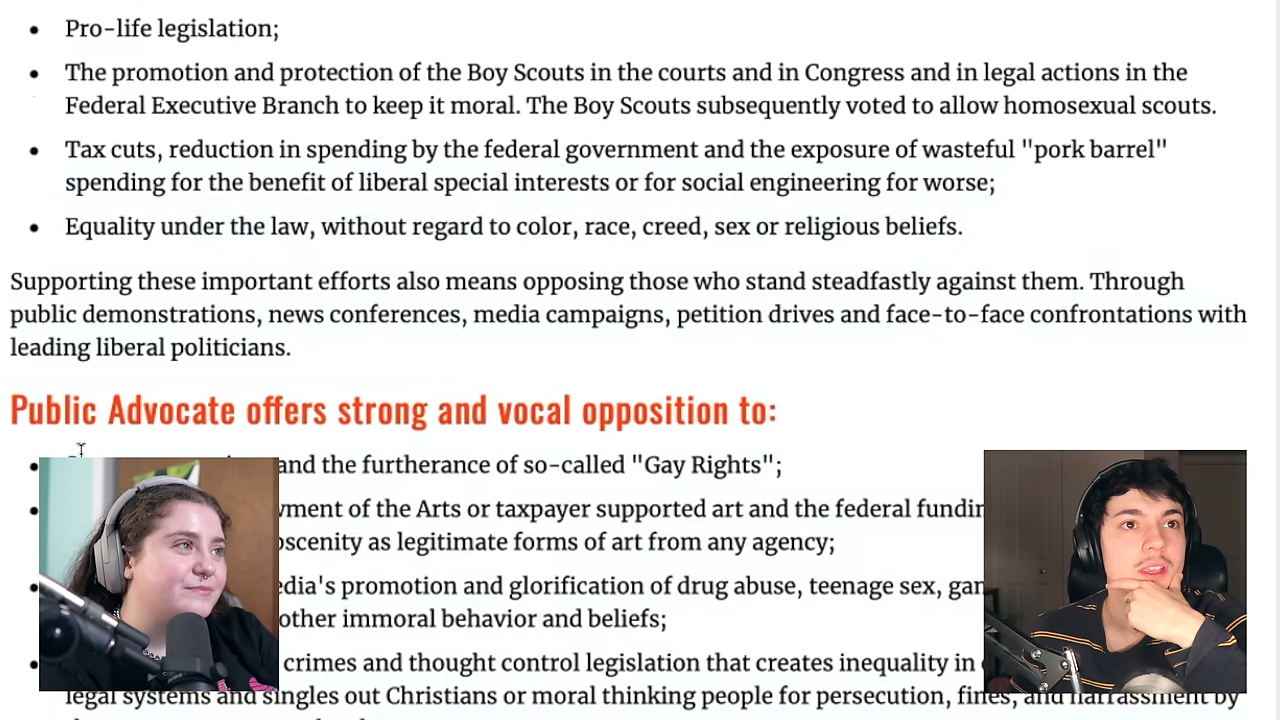 Pro-life legislation;
The promotion and protection of the Boy Scouts in the courts and in Congress and in legal actions in the
Federal Executive Branch to keep it moral. The Boy Scouts subsequently voted to allow homosexual scouts.
Tax cuts, reduction in spending by the federal government and the exposure of wasteful "pork barrel"
spending for the benefit of liberal special interests or for social engineering for worse;
Equality under the law, without regard to color, race, creed, sex or religious beliefs.
Supporting these important efforts also means opposing those who stand steadfastly against them. Through
public demonstrations, news conferences, media campaigns, petition drives and face-to-face confrontations with
leading liberal politicians.
Public Advocate offers strong and vocal opposition to:
and the furtherance of so-called "Gay Rights";
of the Arts or taxpayer supported art and the federal
as legitimate forms of art from any agency;
promotion and glorification of drug abuse, teenage sex,
other immoral behavior and beliefs;
crimes and thought control legislation that creates inequality in
legal systems and singles out Christians or moral thinking people for persecution, fines, and harrassment by